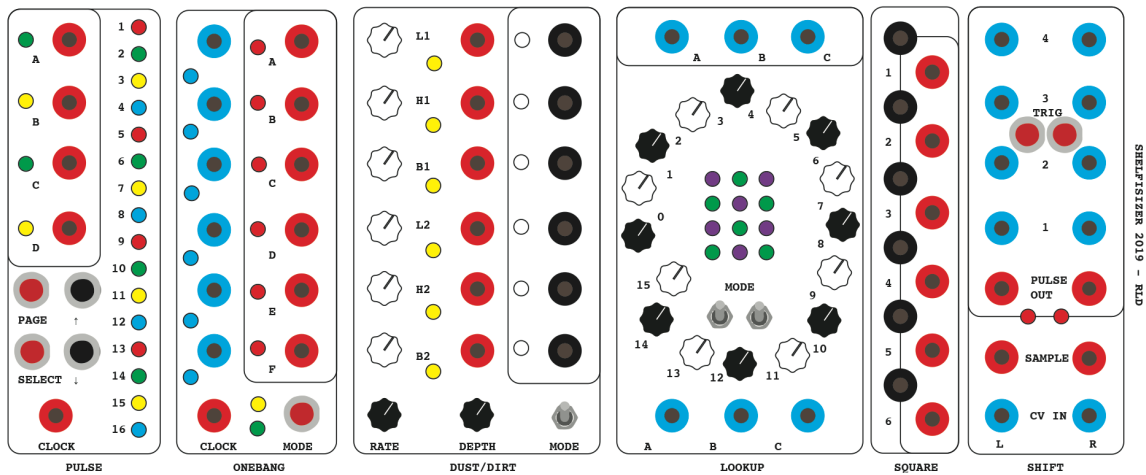 A
B
C
D
PAGE ↑
SELECT ↓
CLOCK
1
2
3
4
5
6
7
8
9
10
11
12
13
14
15
16
PULSE
A
B
C
D
E
F
CLOCK MODE
ONEBANG
L1
H1
B1
L2
H2
B2
RATE DEPTH MODE
DUST/DIRT
A B C
0
1
2
3
4
5
6
7
8
9
10
11
12
13
14
15
MODE
A B C
LOOKUP
1
2
3
4
5
6
SQUARE
4
3
TRIG
2
1
PULSE
OUT
SAMPLE
CV IN
L R
SHIFT
SHELFISIZER 2019 - RLD